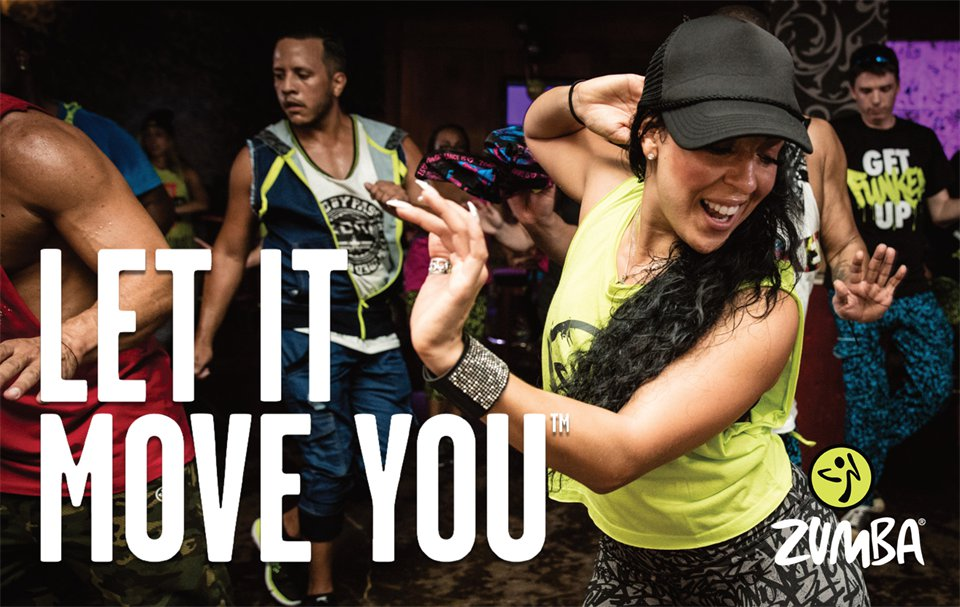 GET
FUNKED
UP
LET IT
MOVE YOU™
ZUMBA®